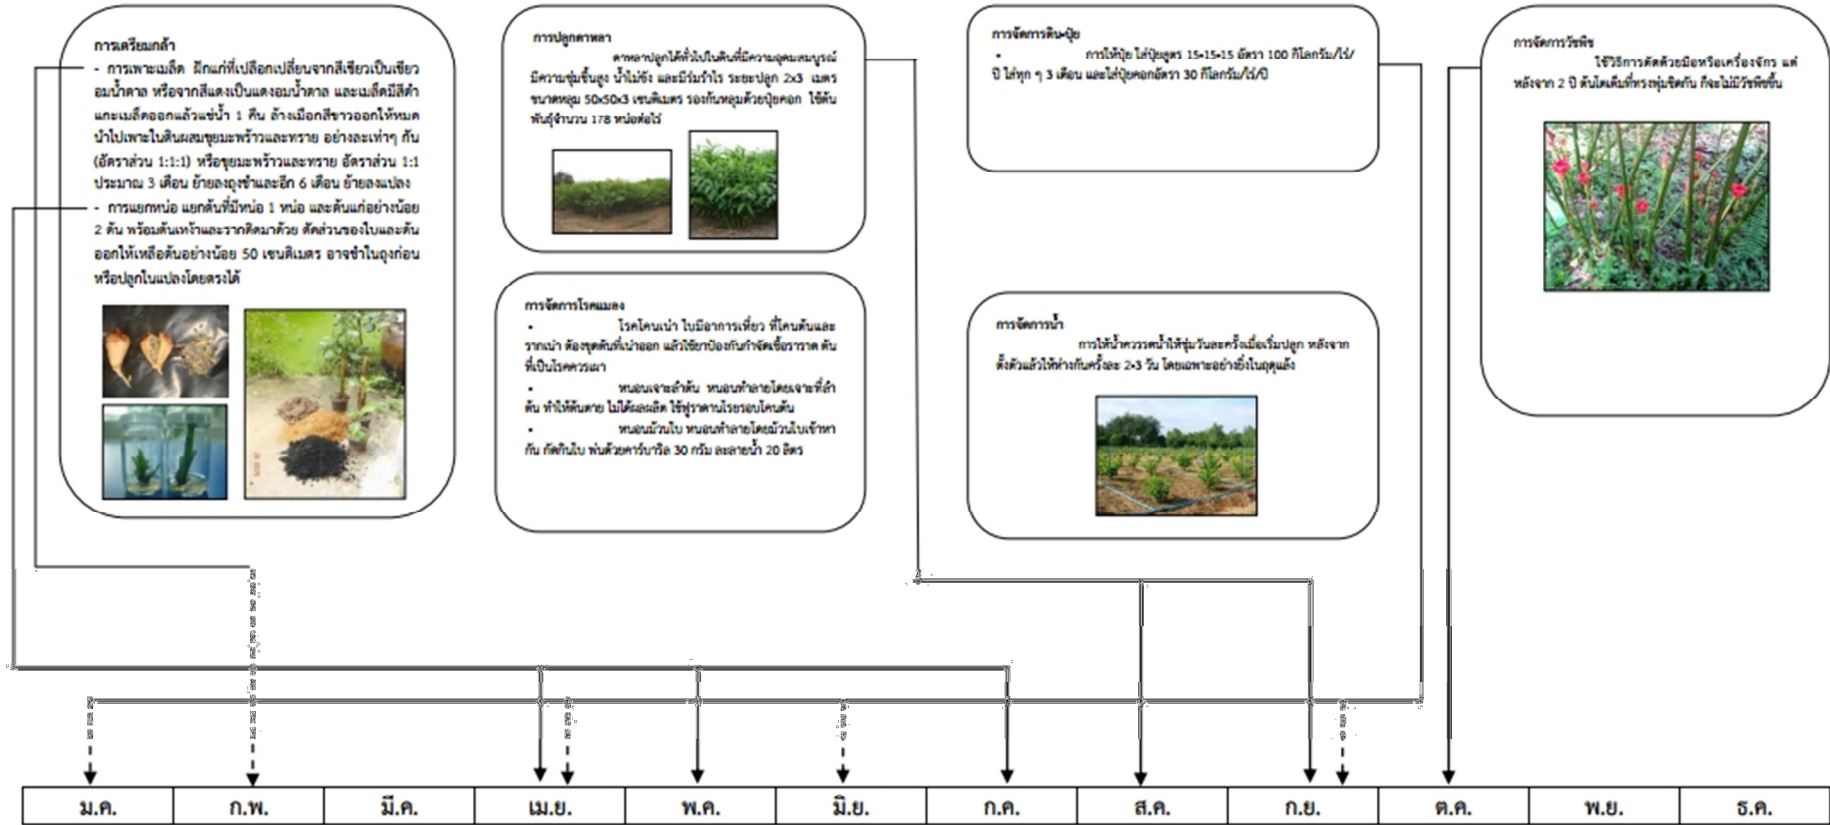 การเตรียมกล้า
- การเพาะเมล็ด ฝักแก่ที่เปลือกเปลี่ยนจากสีเขียวเป็นเขียว
อมน้ำตาล หรือจากสีแดงเป็นแดงอมน้ำตาล และเมล็ดมีสีดำ
แกะเมล็ดออกแล้วแช่น้ำ 1 คืน ล้างเมือกสีขาวออกให้หมด
นำไปเพาะในดินผสมขุยมะพร้าวและทราย อย่างละเท่าๆ กัน
(อัตราส่วน 1:1:1) หรือขุยมะพร้าวและทราย อัตราส่วน 1:1
ประมาณ 3 เดือน ย้ายลงถุงชำและอีก 6 เดือน ย้ายลงแปลง
- การแยกหน่อ แยกต้นที่มีหน่อ 1 หน่อ และต้นแก่อย่างน้อย
2 ต้น พร้อมต้นเหง้าและรากติดมาด้วย ตัดส่วนของใบและต้น
ออกให้เหลือต้นอย่างน้อย 50 เซนติเมตร อาจชำในถุงก่อน
หรือปลูกในแปลงโดยตรงได้
การปลูกดาหลา
ดาหลาปลูกได้ทั่วไปในดินที่มีความอุดมสมบูรณ์
มีความชุ่มชื้นสูง น้ำไม่ขัง และมีร่มรำไร ระยะปลูก 2x3 เมตร
ขนาดหลุม 50x50x3 เซนติเมตร รองก้นหลุมด้วยปุ๋ยคอก ใช้ต้น
พันธุ์จำนวน 178 หน่อต่อไร่
การจัดการโรคแมลง
• โรคโคนเน่า ใบมีอาการเหี่ยว ที่โคนต้นและ
รากเน่า ต้องขุดต้นที่เน่าออก แล้วใช้ยาป้องกันกำจัดเชื้อราราด ต้น
ที่เป็นโรคควรเผา
• หนอนเจาะลำต้น หนอนทำลายโดยเจาะที่ลำ
ต้น ทำให้ต้นตาย ไม่ได้ผลผลิต ใช้ฟูราดานโรยรอบโคนต้น
• หนอนม้วนใบ หนอนทำลายโดยม้วนใบเข้าหา
กัน กัดกินใบ พ่นด้วยคาร์บาริล 30 กรัม ละลายน้ำ 20 ลิตร
การจัดการดิน-ปุ๋ย
• การให้ปุ๋ย ใส่ปุ๋ยสูตร 15-15-15 อัตรา 100 กิโลกรัม/ไร่/
ปี ใส่ทุก ๆ 3 เดือน และใส่ปุ๋ยคอกอัตรา 30 กิโลกรัม/ไร่/ปี
การจัดการน้ำ
การให้น้ำควรรดน้ำให้ชุ่มวันละครั้งเมื่อเริ่มปลูก หลังจาก
ตั้งตัวแล้วให้ห่างกันครั้งละ 2-3 วัน โดยเฉพาะอย่างยิ่งในฤดูแล้ง
การจัดการวัชพืช
ใช้วิธีการตัดด้วยมือหรือเครื่องจักร แต่
หลังจาก 2 ปี ต้นโตเต็มที่ทรงพุ่มชิดกัน ก็จะไม่มีวัชพืชขึ้น
ม.ค. ก.พ. มี.ค. เม.ย. พ.ค. มิ.ย. ก.ค. ส.ค. ก.ย. ต.ค. พ.ย. ธ.ค.